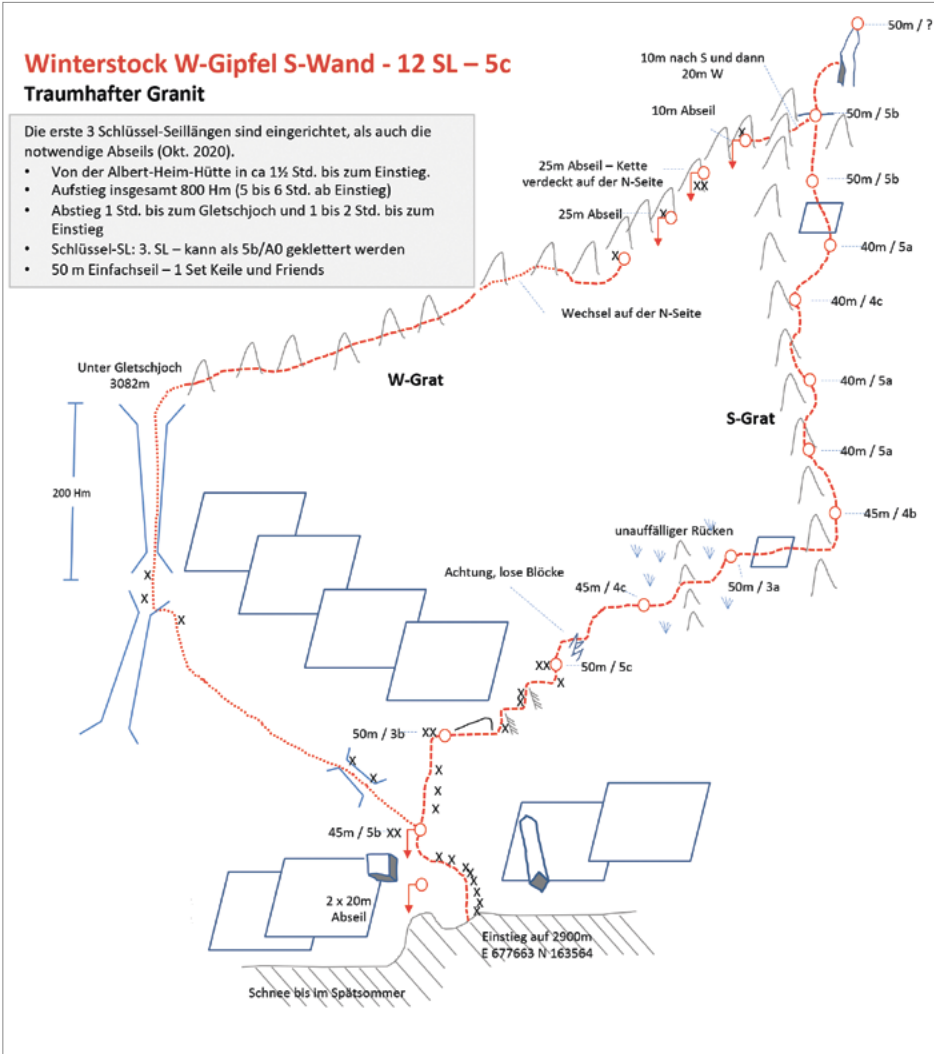 Winterstock W-Gipfel S-Wand - 12 SL – 5c
Traumhafter Granit
Die erste 3 Schlüssel-Seillängen sind eingerichtet, als auch die
notwendige Abseils (Okt. 2020).
• Von der Albert-Heim-Hütte in ca 1½ Std. bis zum Einstieg.
• Aufstieg insgesamt 800 Hm (5 bis 6 Std. ab Einstieg)
• Abstieg 1 Std. bis zum Gletschjoch und 1 bis 2 Std. bis zum
Einstieg
• Schlüssel-SL: 3. SL – kann als 5b/A0 geklettert werden
• 50 m Einfachseil – 1 Set Keile und Friends
50m / ?
10m nach S und dann
20m W
50m / 5b
10m Abseil
X
25m Abseil – Kette
verdeckt auf der N-Seite
XX
50m / 5b
25m Abseil
X
40m / 5a
X
40m / 4c
Wechsel auf der N-Seite
Unter Gletschjoch
3082m
W-Grat
40m / 5a
S-Grat
40m / 5a
200 Hm
45m / 4b
unauffälliger Rücken
Achtung, lose Blöcke
45m / 4c
50m / 3a
X
X
X
XX
50m / 5c
X
X
X
X
50m / 3b
XX
X
X
X
X
X
45m / 5b XX
X
X
X
X
X
X
X
2 x 20m
Abseil
Einstieg auf 2900m
E 677663 N 163564
Schnee bis im Spätsommer